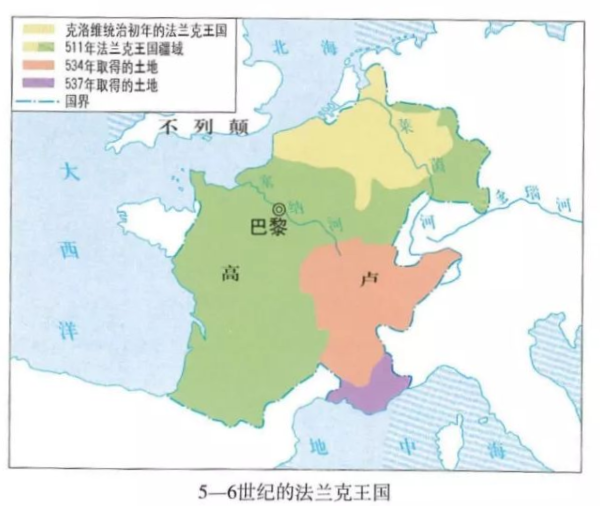 克洛维统治初年的法兰克王国
511年法兰克王国疆域
534年取得的土地
537年取得的土地
国界
北海
不列颠
大西洋
莱茵河
多瑙河
塞纳河
巴黎
高卢
地中海
5—6世纪的法兰克王国